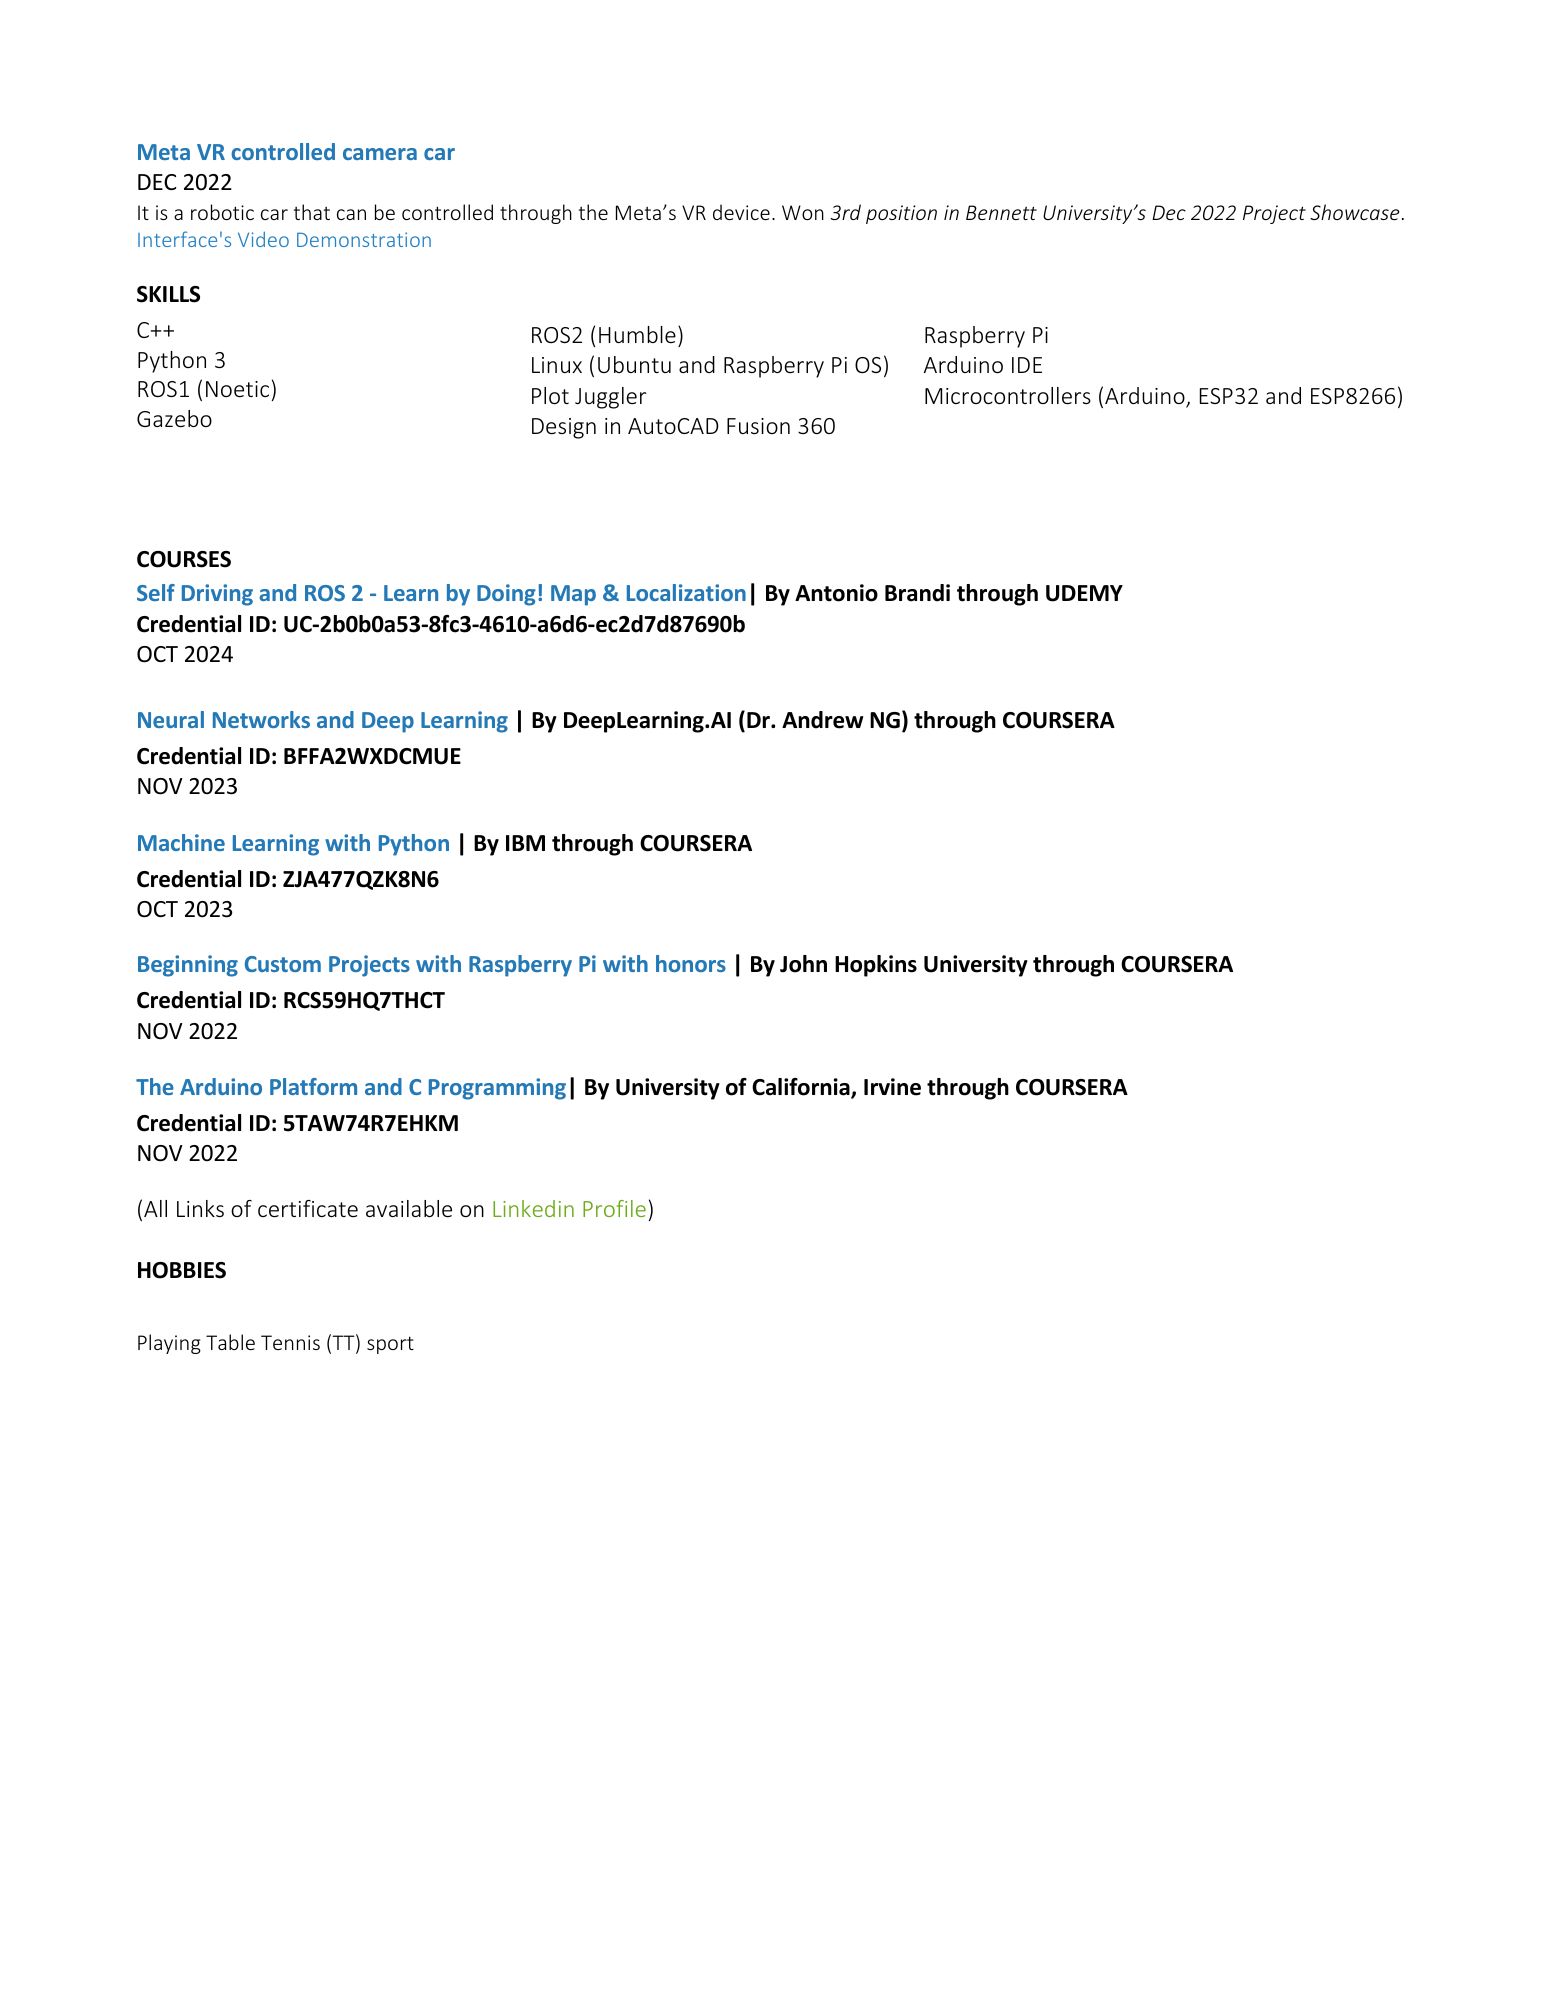 Meta VR controlled camera car
DEC 2022
It is a robotic car that can be controlled through the Meta’s VR device. Won 3rd position in Bennett University’s Dec 2022 Project Showcase.
Interface's Video Demonstration
SKILLS
C++
Python 3
ROS1 (Noetic)
Gazebo
ROS2 (Humble)
Linux (Ubuntu and Raspberry Pi OS)
Plot Juggler
Design in AutoCAD Fusion 360
Raspberry Pi
Arduino IDE
Microcontrollers (Arduino, ESP32 and ESP8266)
COURSES
Self Driving and ROS 2 - Learn by Doing! Map & Localization| By Antonio Brandi through UDEMY
Credential ID: UC-2b0b0a53-8fc3-4610-a6d6-ec2d7d87690b
OCT 2024
Neural Networks and Deep Learning | By DeepLearning.AI (Dr. Andrew NG) through COURSERA
Credential ID: BFFA2WXDCMUE
NOV 2023
Machine Learning with Python | By IBM through COURSERA
Credential ID: ZJA477QZK8N6
OCT 2023
Beginning Custom Projects with Raspberry Pi with honors | By John Hopkins University through COURSERA
Credential ID: RCS59HQ7THCT
NOV 2022
The Arduino Platform and C Programming| By University of California, Irvine through COURSERA
Credential ID: 5TAW74R7EHKM
NOV 2022
(All Links of certificate available on Linkedin Profile)
HOBBIES
Playing Table Tennis (TT) sport